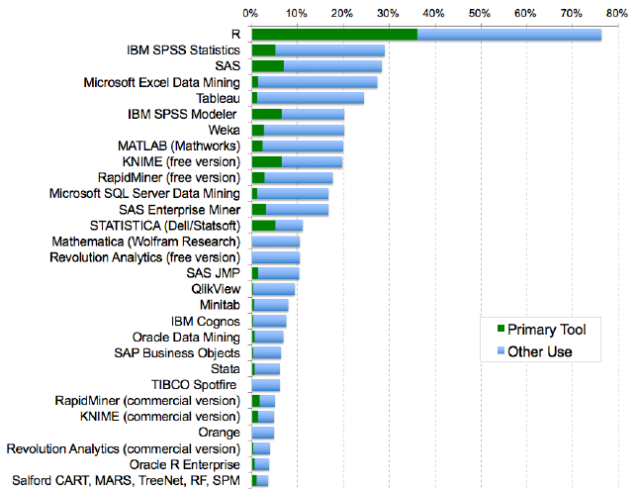 0% 10% 20% 30% 40% 50% 60% 70% 80%
R
IBM SPSS Statistics
SAS
Microsoft Excel Data Mining
Tableau
IBM SPSS Modeler
Weka
MATLAB (Mathworks)
KNIME (free version)
RapidMiner (free version)
Microsoft SQL Server Data Mining
SAS Enterprise Miner
STATISTICA (Dell/Statsoft)
Mathematica (Wolfram Research)
Revolution Analytics (free version)
SAS JMP
QlikView
Minitab
IBM Cognos
Oracle Data Mining
SAP Business Objects
Stata
TIBCO Spotfire
RapidMiner (commercial version)
KNIME (commercial version)
Orange
Revolution Analytics (commercial version)
Oracle R Enterprise
Salford CART, MARS, TreeNet, RF, SPM
Primary Tool
Other Use